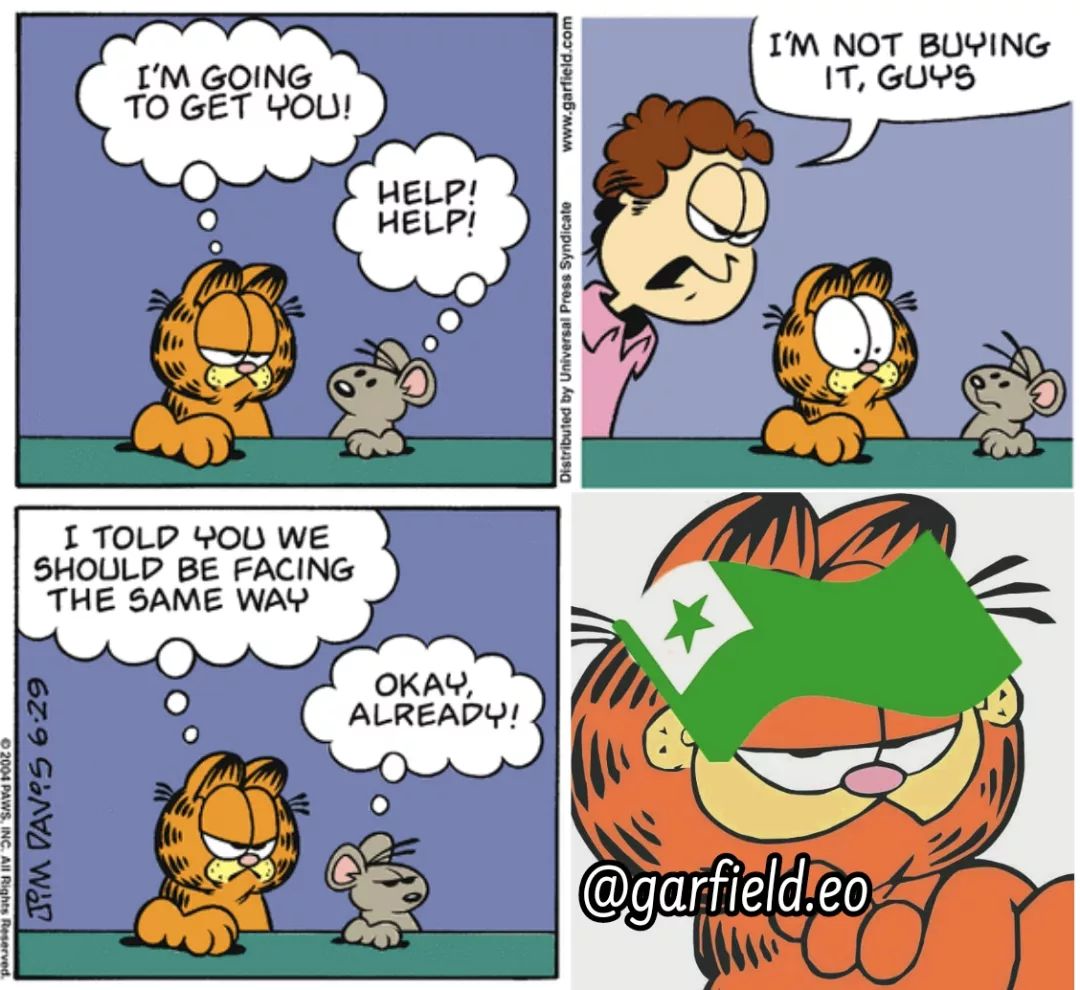 I'M GOING
TO GET YOU!
HELP!
HELP!
www.garfield.com
Distributed by Universal Press Syndicate
I'M NOT BUYING
IT, GUYS
I TOLD YOU WE
SHOULD BE FACING
THE SAME WAY
OKAY,
ALREADY!
JIM DAVIS 6.29
© 2004 PAWS, INC. All Rights Reserved.
@garfield.eo